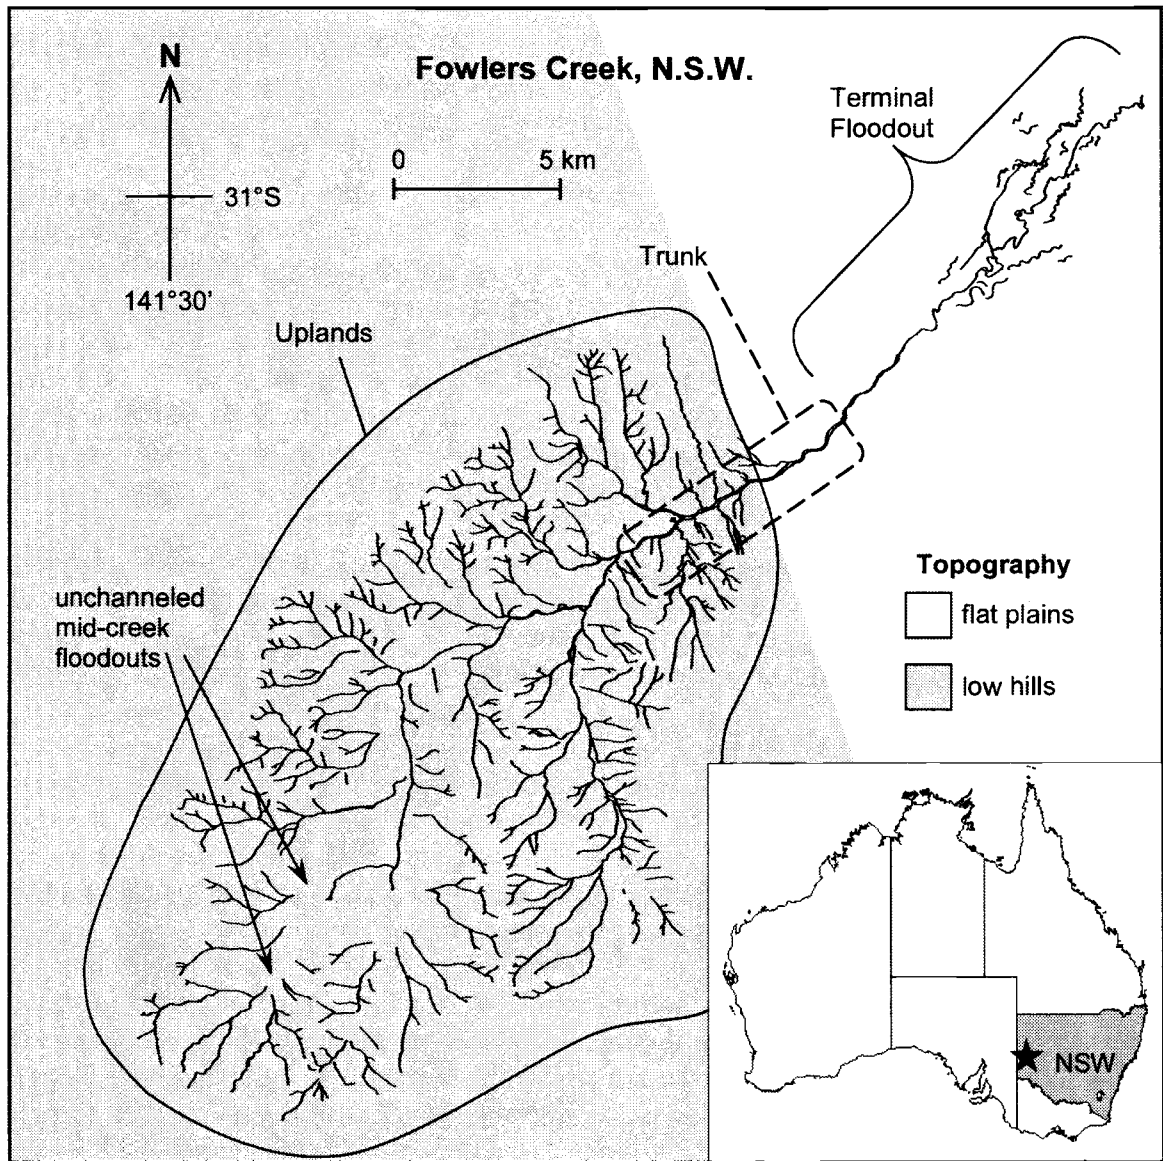 N
Fowlers Creek, N.S.W.
Terminal
Floodout
0 5 km
31°S
Trunk
141°30'
Uplands
unchanneled
mid-creek
floodouts
Topography
flat plains
low hills
NSW